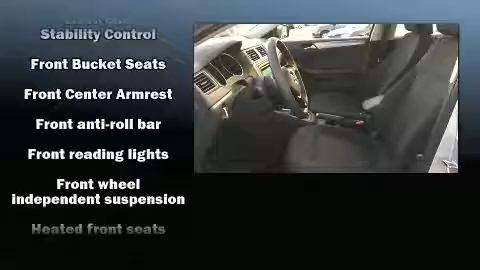 Stability Control
Front Bucket Seats
Front Center Armrest
Front anti-roll bar
Front reading lights
Front wheel
independent suspension
Heated front seats